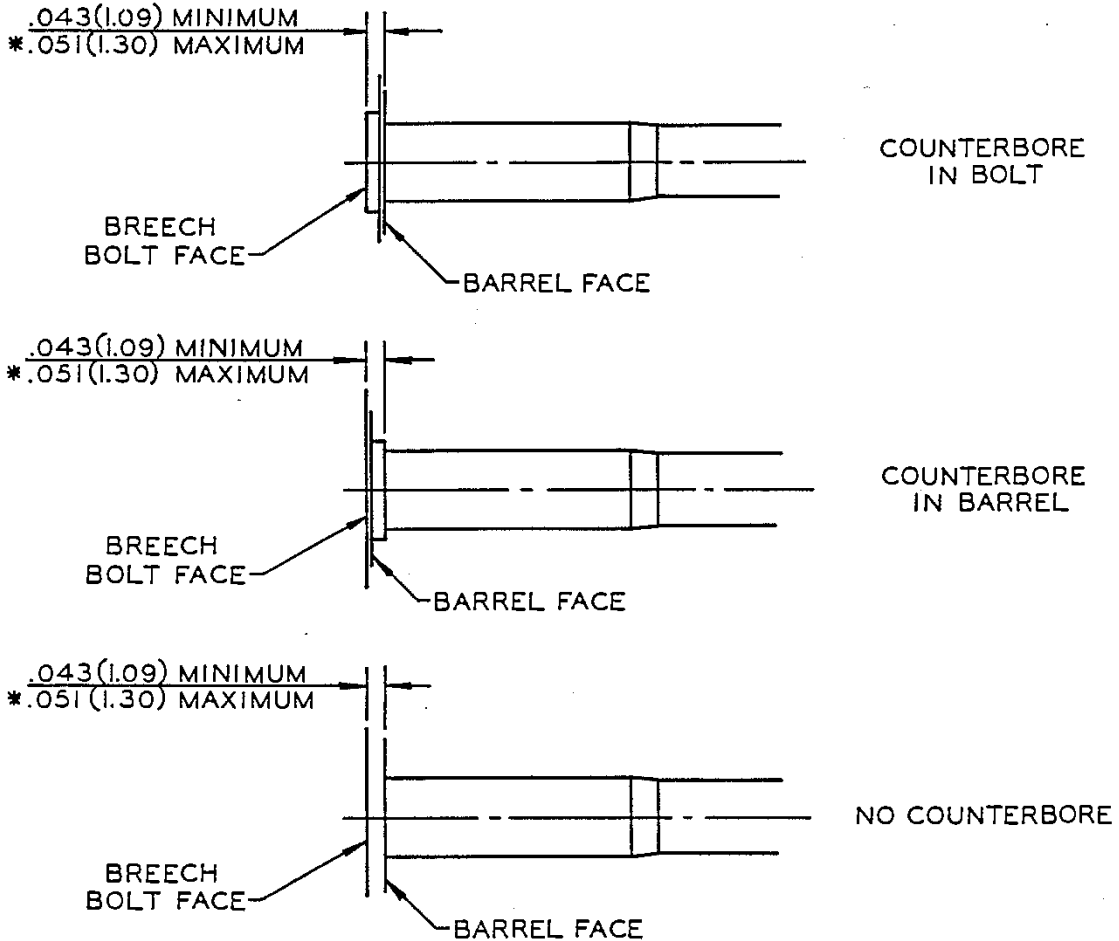 .043(1.09) MINIMUM
*.051(1.30) MAXIMUM
COUNTERBORE
IN BOLT
BREECH
BOLT FACE
BARREL FACE
.043(1.09) MINIMUM
*.051(1.30) MAXIMUM
COUNTERBORE
IN BARREL
BREECH
BOLT FACE
BARREL FACE
.043(1.09) MINIMUM
*.051(1.30) MAXIMUM
NO COUNTERBORE
BREECH
BOLT FACE
BARREL FACE